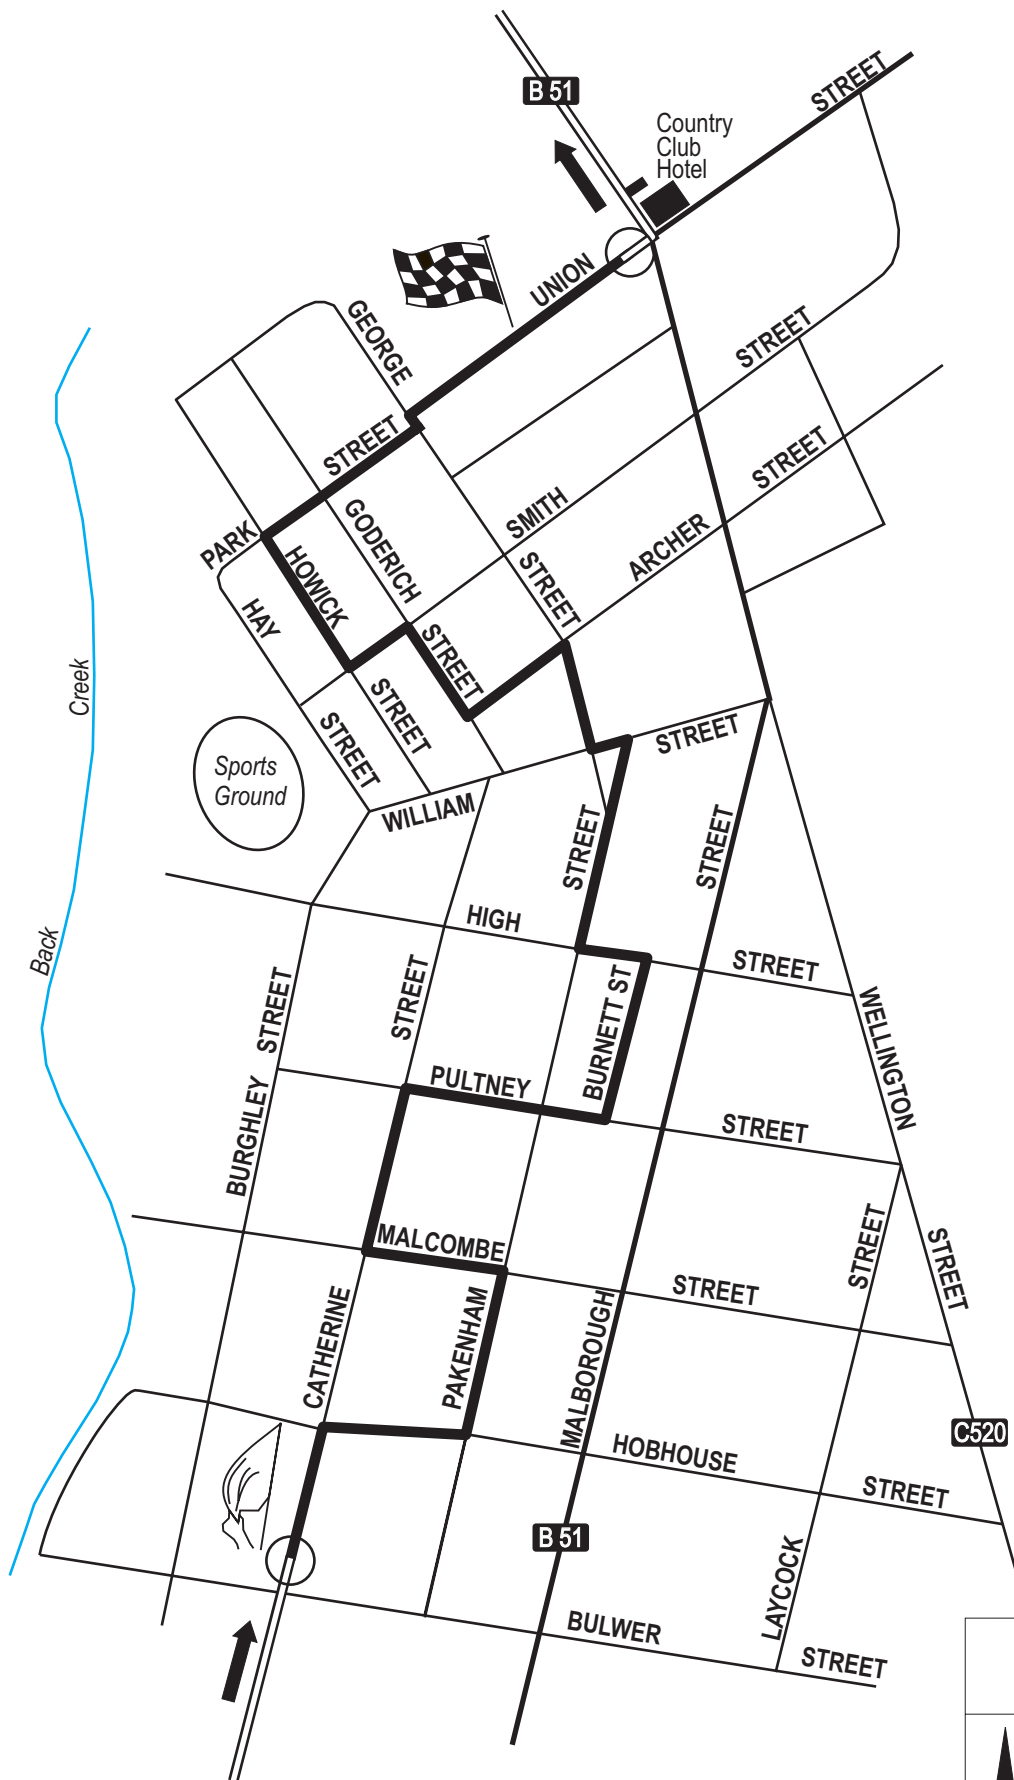 B 51
STREET
Country
Club
Hotel
UNION
GEORGE
STREET
STREET
PARK
GODERICH
SMITH
STREET
HOWICK
ARCHER
STREET
HAY
STREET
STREET
STREET
Creek
Sports
Ground
STREET
WILLIAM
STREET
STREET
HIGH
STREET
Back
STREET
STREET
BURNETT ST
WELLINGTON
PULTNEY
STREET
BURGHLEY
MALCOMBE
STREET
STREET
STREET
CATHERINE
PAKENHAM
MALBOROUGH
C520
HOBHOUSE
STREET
B 51
LAYCOCK
BULWER
STREET